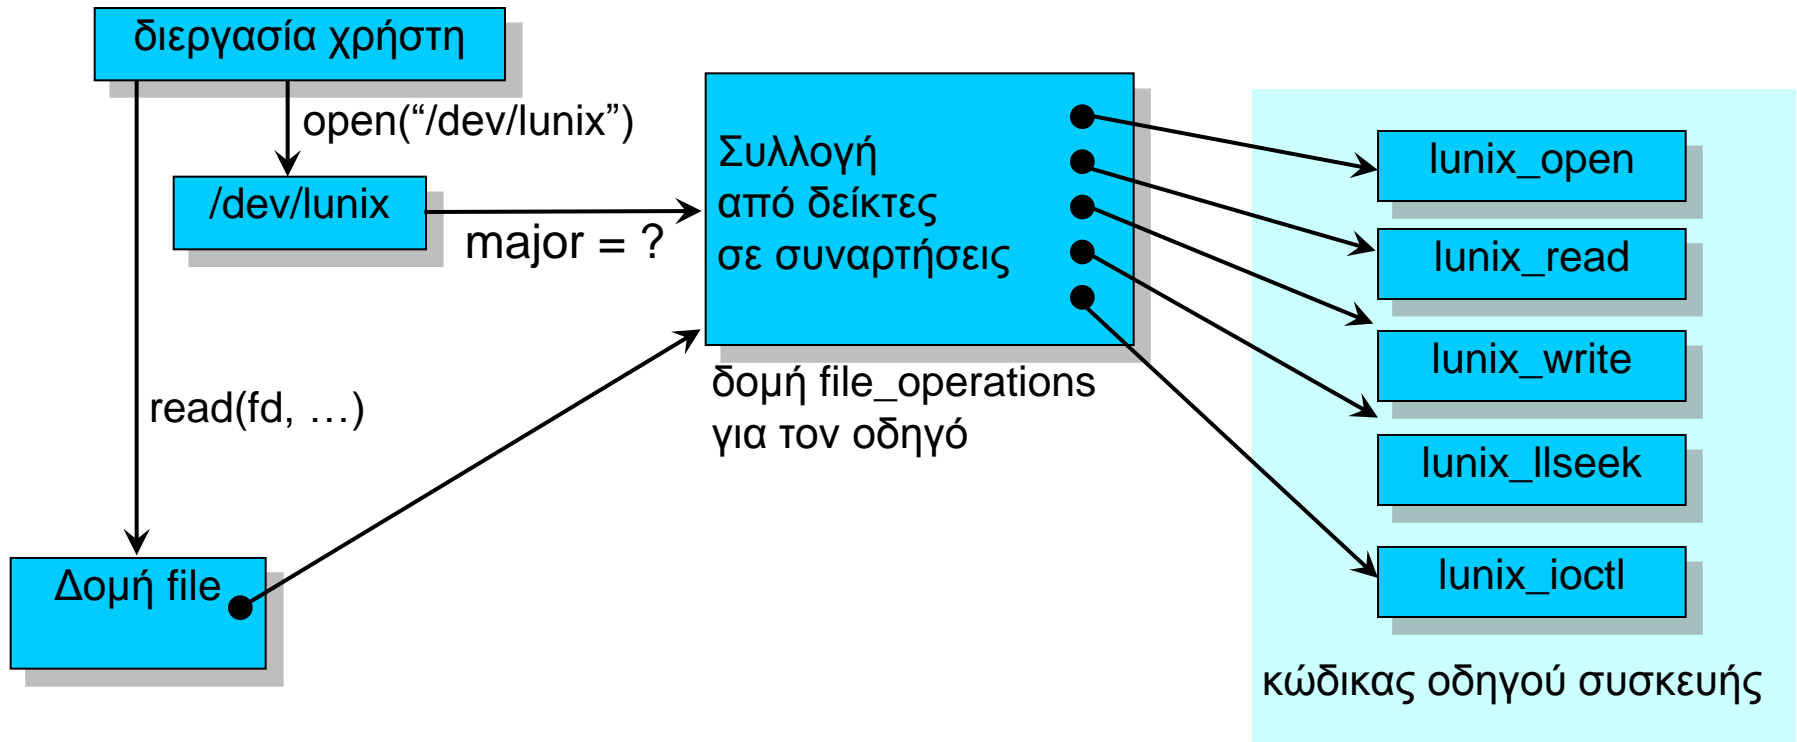 διεργασία χρήστη
open(“/dev/lunix”)
/dev/lunix
major = ?
read(fd, …)
Δομή file
Συλλογή
από δείκτες
σε συναρτήσεις
δομή file_operations
για τον οδηγό
lunix_open
lunix_read
lunix_write
lunix_llseek
lunix_ioctl
κώδικας οδηγού συσκευής